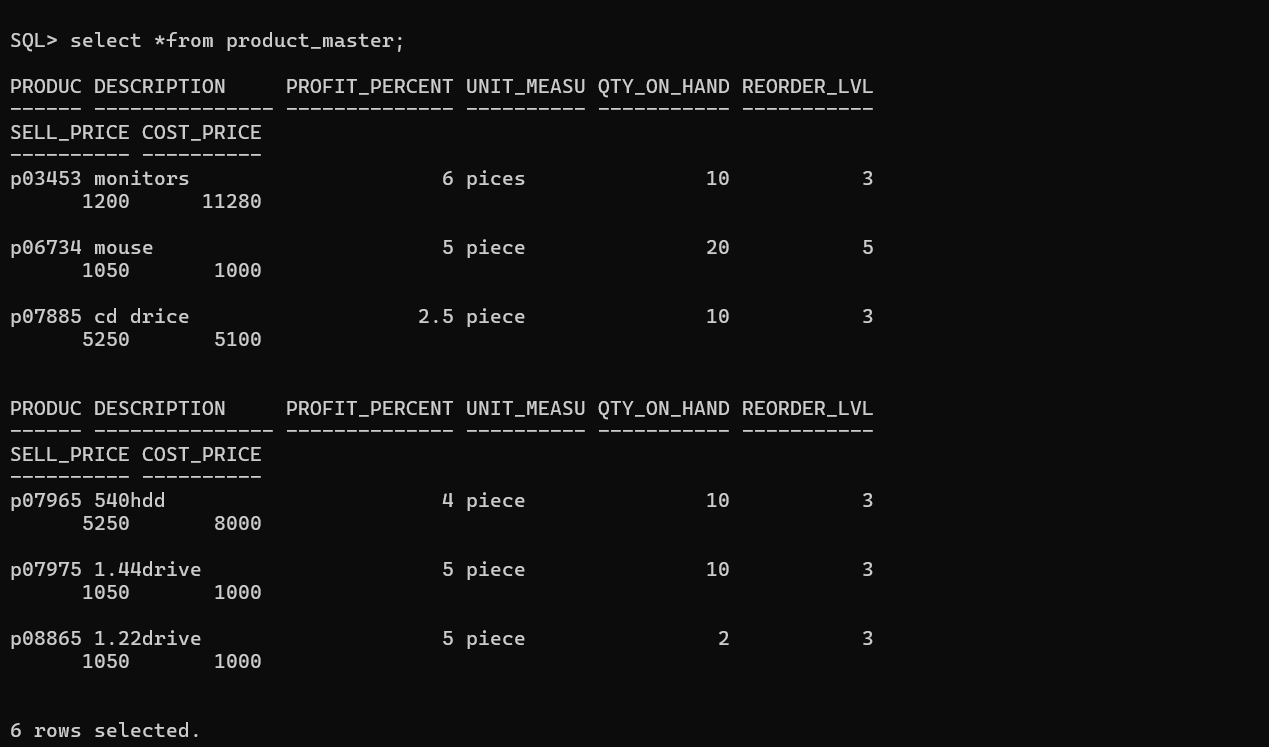 SQL> select *from product_master;
PRODUC DESCRIPTION     PROFIT_PERCENT UNIT_MEASU QTY_ON_HAND REORDER_LVL
------ --------------- -------------- ---------- ----------- -----------
SELL_PRICE COST_PRICE
---------- ----------
p03453 monitors                     6 pices               10           3
      1200      11280
p06734 mouse                        5 piece               20           5
      1050       1000
p07885 cd drice                   2.5 piece               10           3
      5250       5100
PRODUC DESCRIPTION     PROFIT_PERCENT UNIT_MEASU QTY_ON_HAND REORDER_LVL
------ --------------- -------------- ---------- ----------- -----------
SELL_PRICE COST_PRICE
---------- ----------
p07965 540hdd                       4 piece               10           3
      5250       8000
p07975 1.44drive                    5 piece               10           3
      1050       1000
p08865 1.22drive                    5 piece                2           3
      1050       1000
6 rows selected.